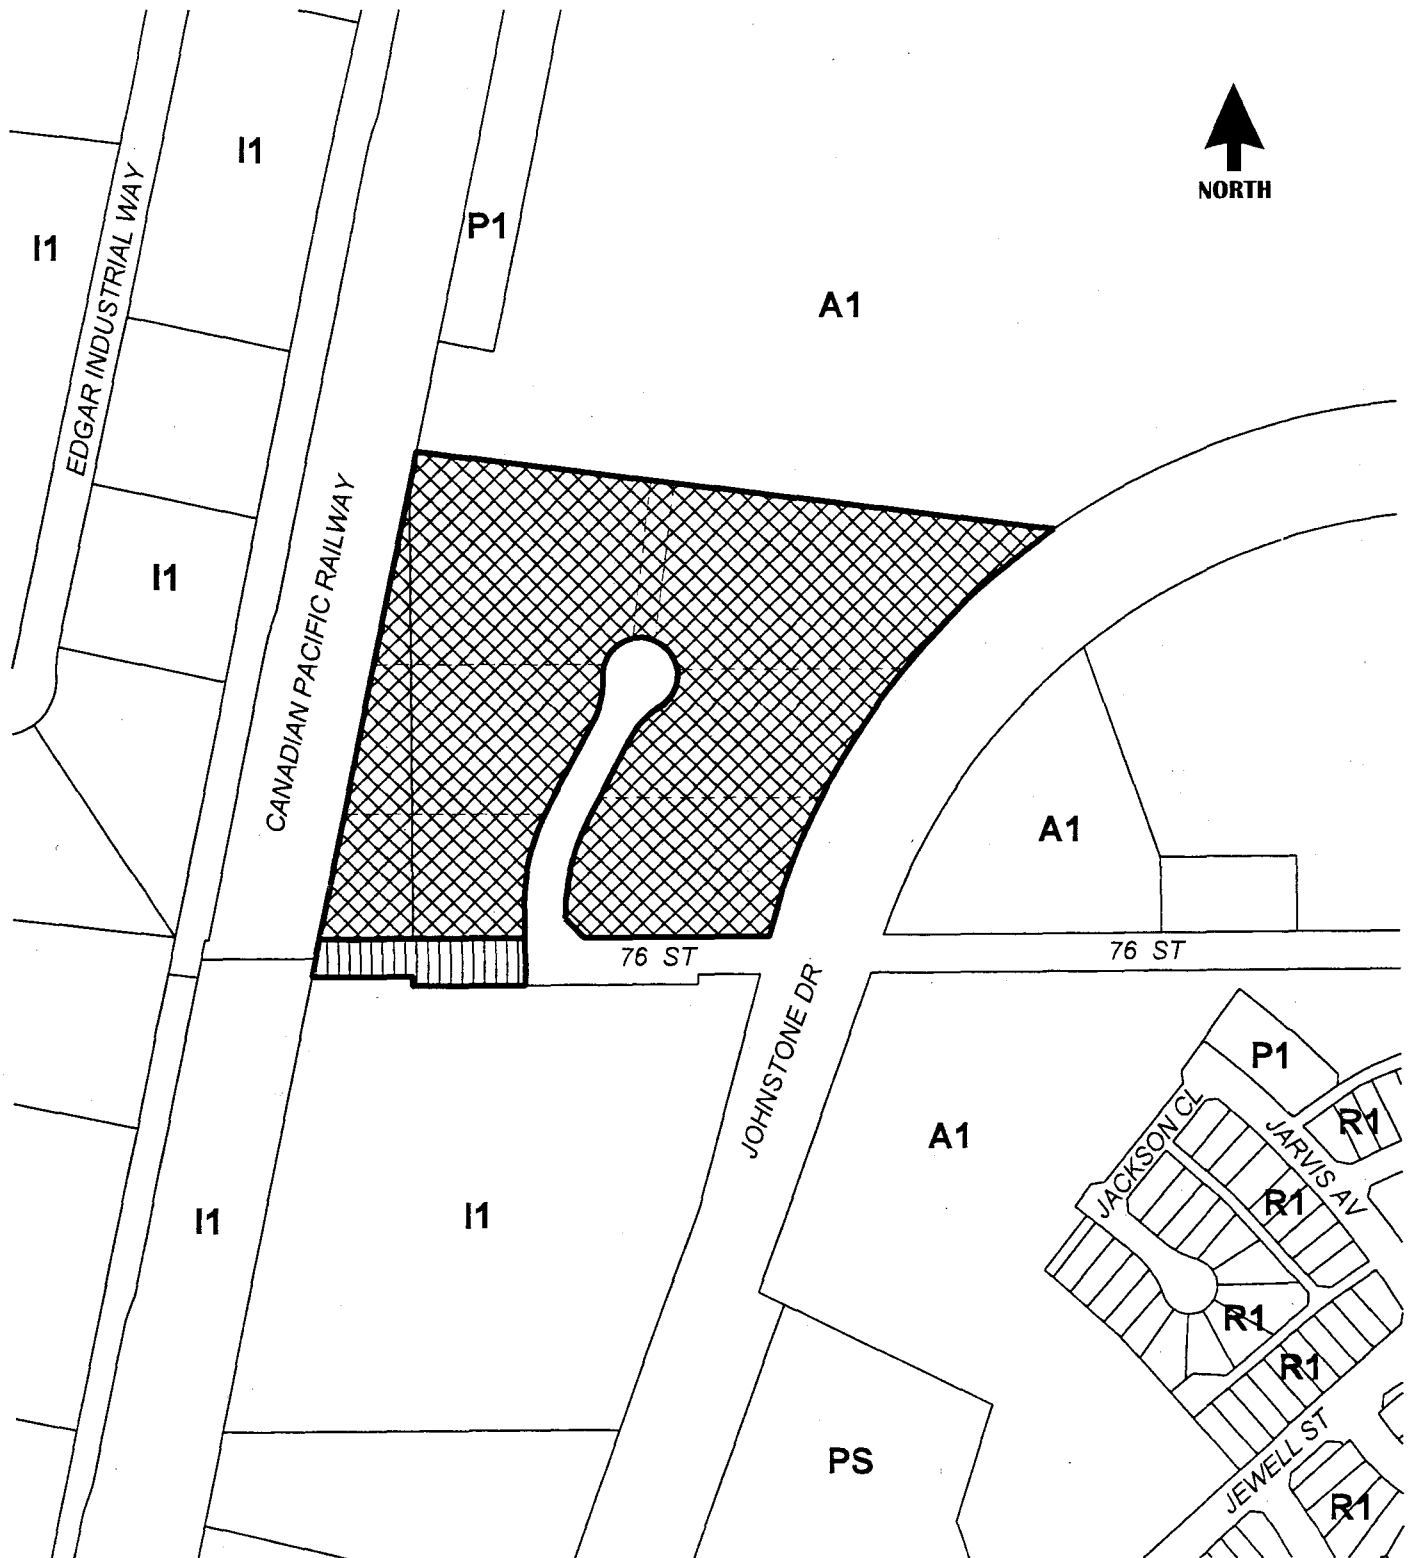 I1
NORTH
P1
I1
EDGAR INDUSTRIAL WAY
A1
CANADIAN PACIFIC RAILWAY
I1
A1
76 ST
76 ST
JOHNSTONE DR
P1
JACKSON CL
JARVIS AV
R1
A1
R1
I1
I1
R1
R1
PS
JEWELL ST
R1